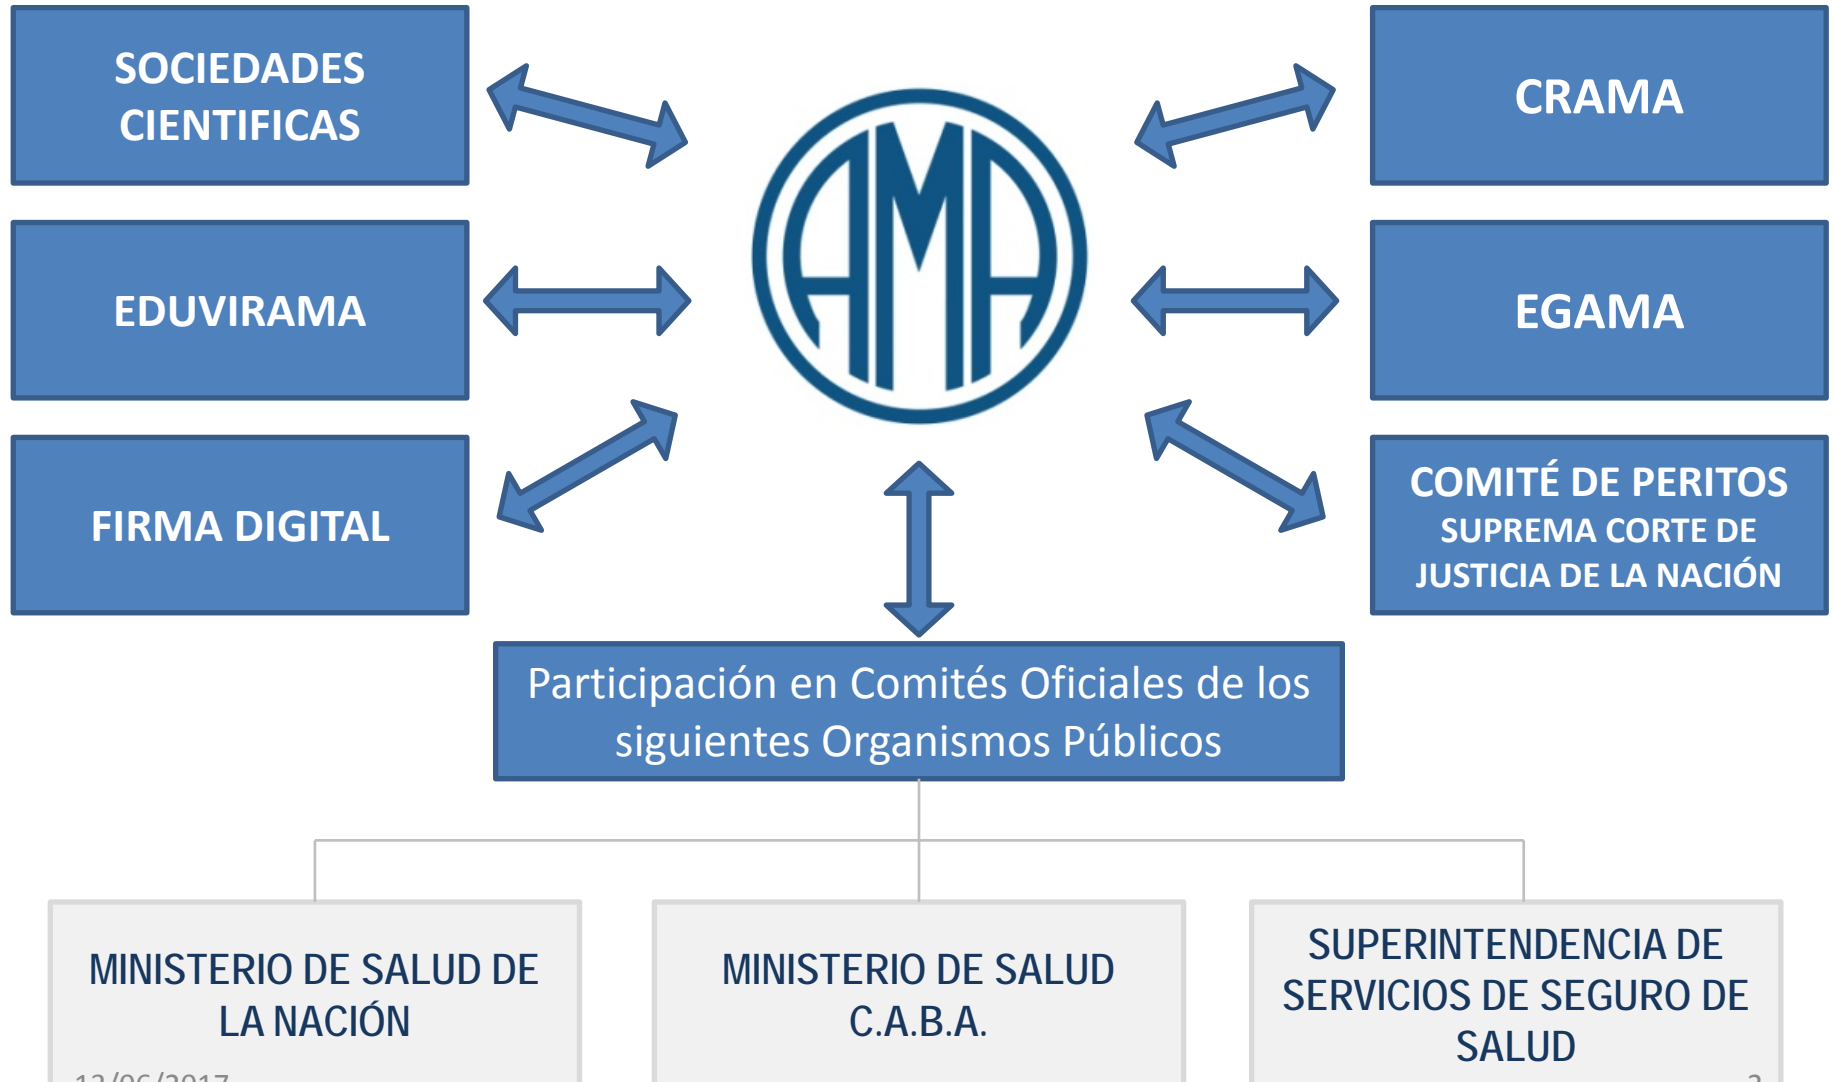 SOCIEDADES
CIENTIFICAS
CRAMA
AMA
EDUVIRAMA
EGAMA
FIRMA DIGITAL
COMITÉ DE PERITOS
SUPREMA CORTE DE
JUSTICIA DE LA NACIÓN
Participación en Comités Oficiales de los
siguientes Organismos Públicos
MINISTERIO DE SALUD DE
LA NACIÓN
MINISTERIO DE SALUD
C.A.B.A.
SUPERINTENDENCIA DE
SERVICIOS DE SEGURO DE
SALUD